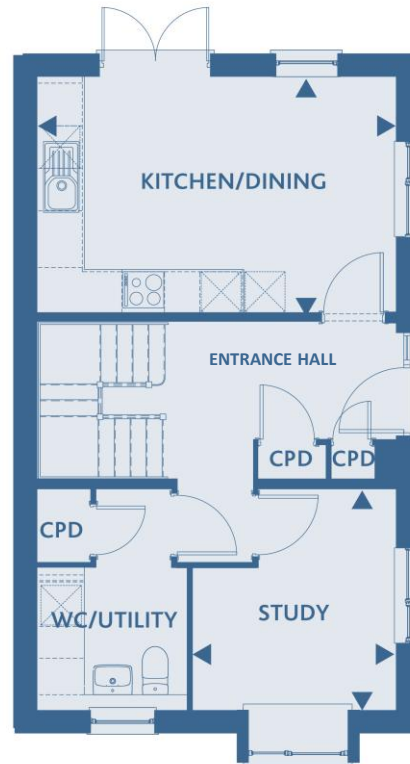 KITCHEN/DINING
ENTRANCE HALL
CPD
CPD
CPD
WC/UTILITY
STUDY